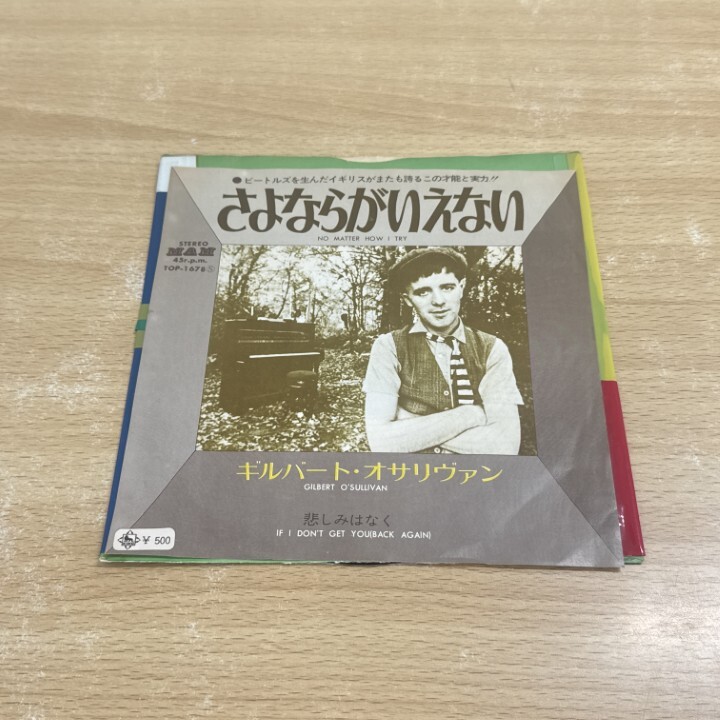 ●ビートルズを生んだイギリスがまたも誇るこの才能と実力!!
さよならがいえない
NO MATTER HOW I TRY
STEREO
MAM
45r.p.m.
TOP-1678Ⓢ
ギルバート・オサリヴァン
GILBERT O'SULLIVAN
悲しみはなく
IF I DON'T GET YOU(BACK AGAIN)
¥ 500